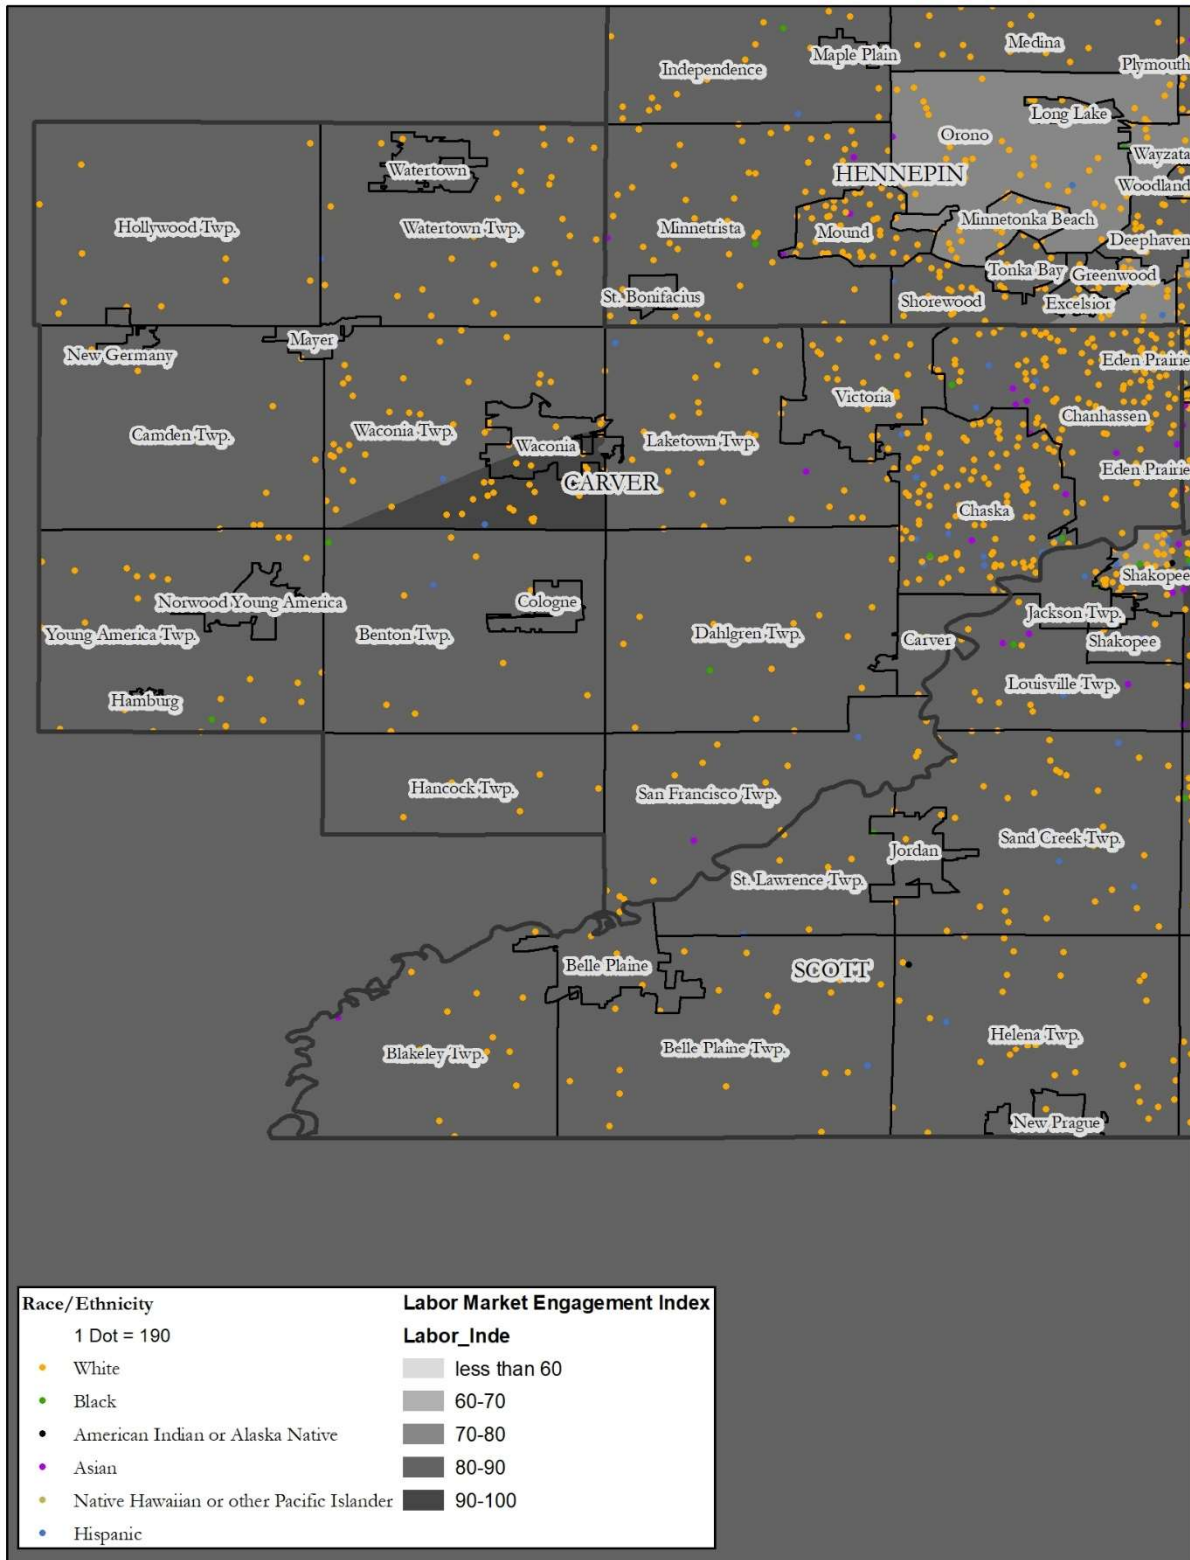 Medina
Maple Plain
Independence
Plymouth
Long Lake
Orono
Wayzata
Watertown
HENNEPIN
Woodland
Hollywood Twp.
Watertown Twp.
Minnetrista
Mound
Minnetonka Beach
Deephaven
Tonka Bay
Greenwood
St. Bonifacius
Shorewood
Excelsior
New Germany
Mayer
Eden Prairie
Victoria
Chanhassen
Camden Twp.
Waconia Twp.
Waconia
Laketown Twp.
Eden Prairie
CARVER
Chaska
Shakopee
Norwood Young America
Cologne
Jackson Twp.
Young America Twp.
Benton Twp.
Dahlgren Twp.
Carver
Shakopee
Hamburg
Louisville Twp.
Hancock Twp.
San Francisco Twp.
Sand Creek Twp.
Jordan
St. Lawrence Twp.
Belle Plaine
SCOTT
Blakeley Twp.
Belle Plaine Twp.
Helena Twp.
New Prague
Race/Ethnicity
1 Dot = 190
White
Black
American Indian or Alaska Native
Asian
Native Hawaiian or other Pacific Islander
Hispanic
Labor Market Engagement Index
Labor_Inde
less than 60
60-70
70-80
80-90
90-100